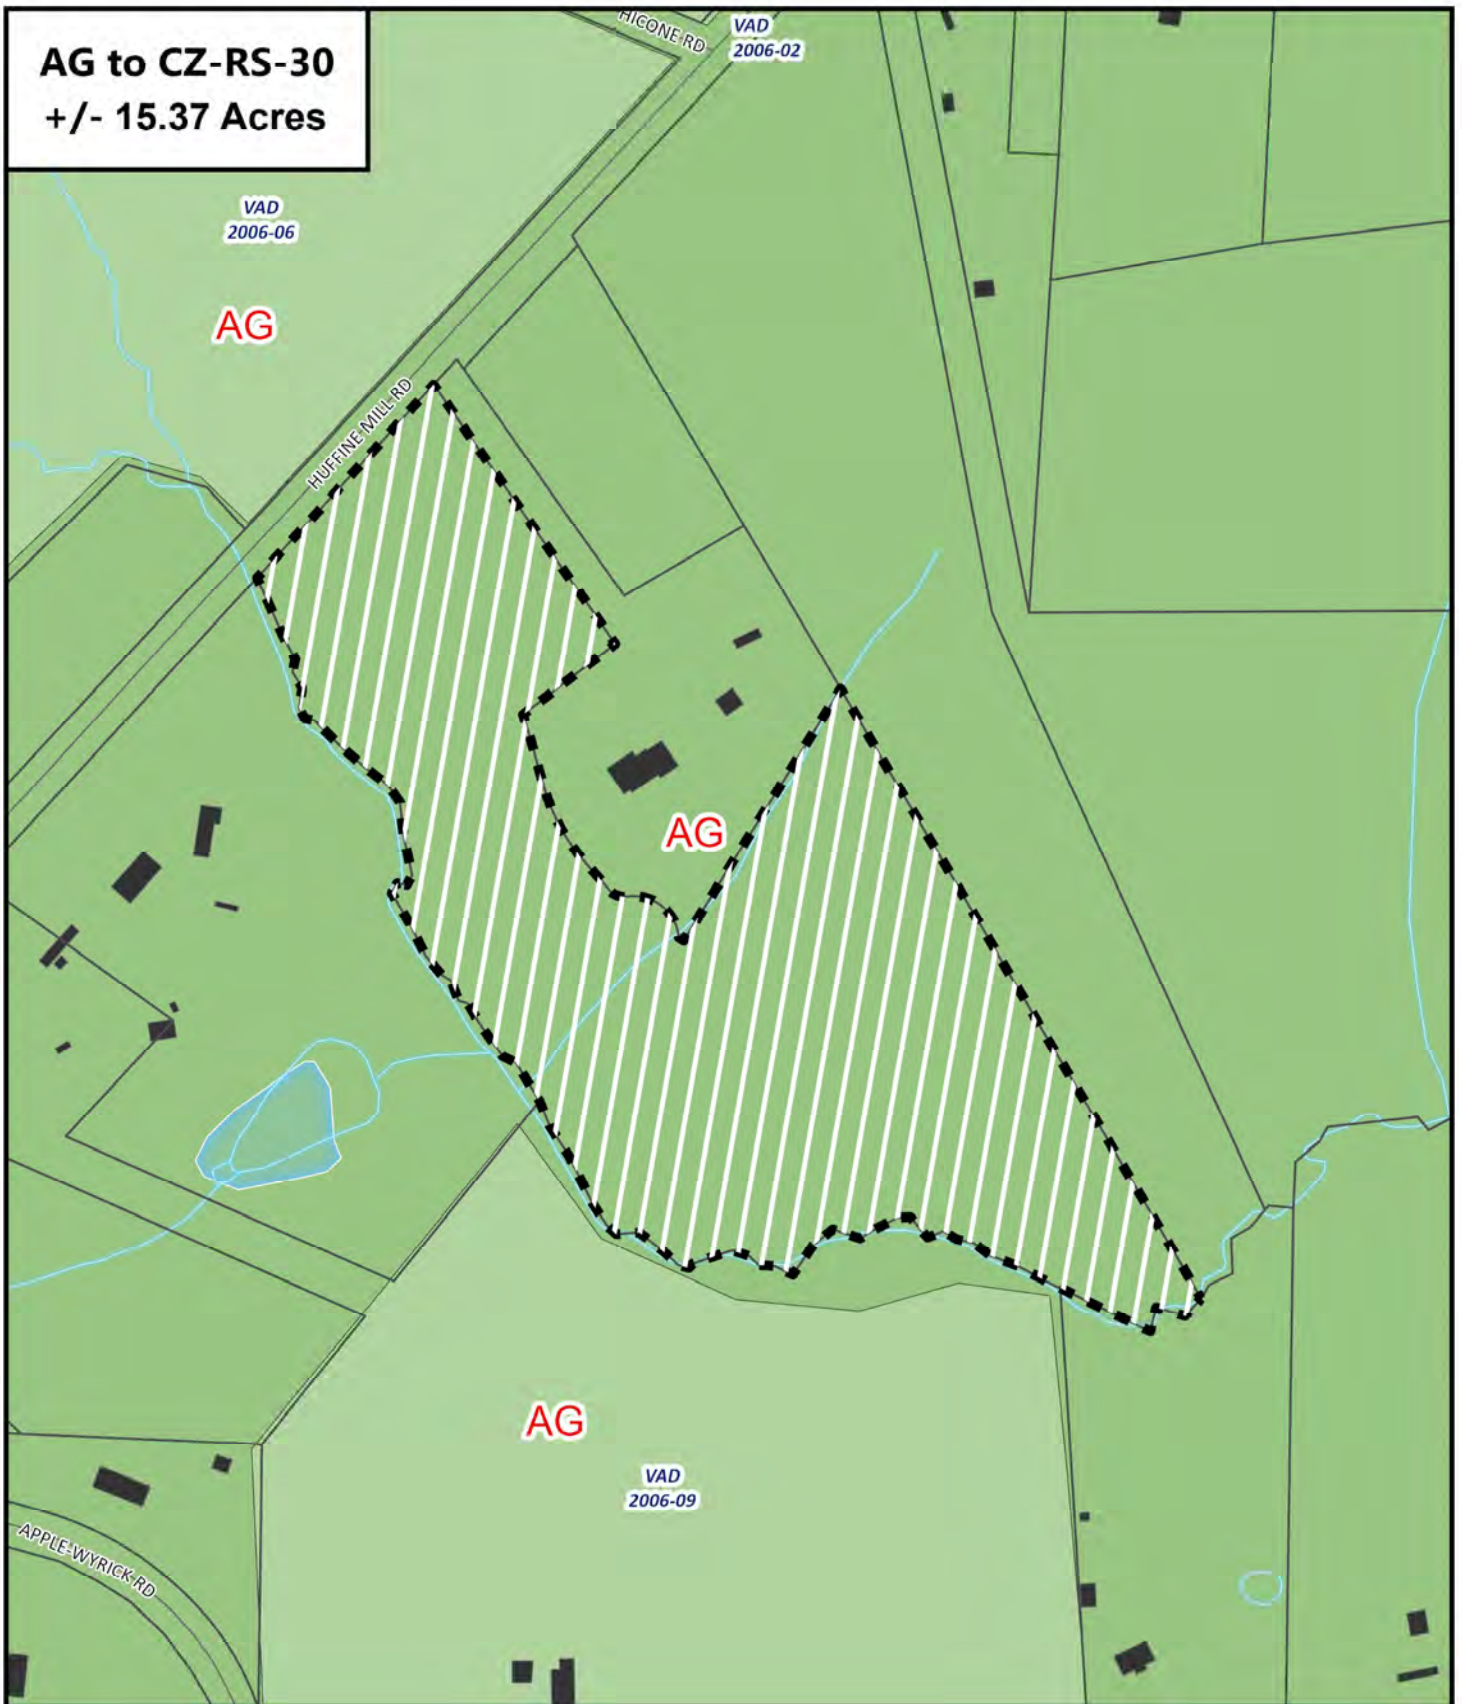 AG to CZ-RS-30
+/- 15.37 Acres
HICONE RD
VAD
2006-02
VAD
2006-06
AG
HUFFINE MILL RD
AG
AG
VAD
2006-09
APPLE-WYRICK RD